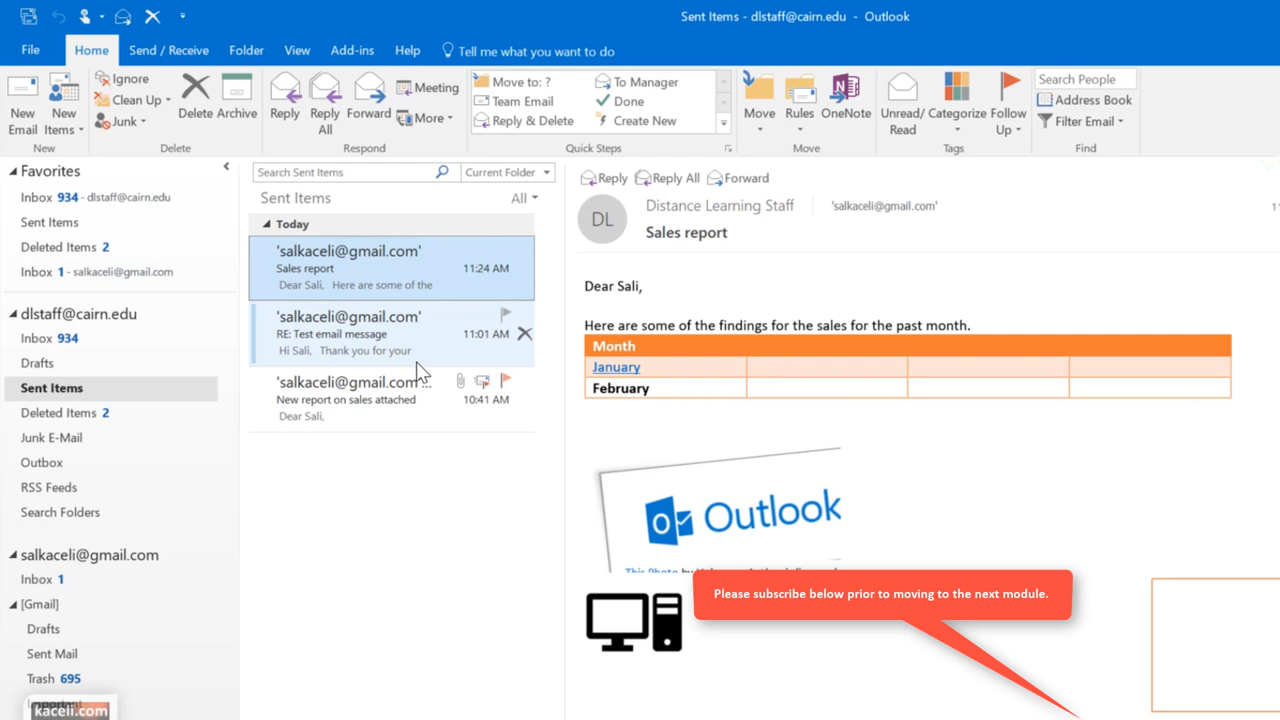 Sent Items - dlstaff@cairn.edu - Outlook
File Home Send / Receive Folder View Add-ins Help Tell me what you want to do
New Email
New Items
Ignore
Clean Up
Junk
Delete
Archive
Reply
Reply All
Forward
Meeting
More
Move to: ?
Team Email
Reply & Delete
To Manager
Done
Create New
Move
Rules
OneNote
Unread/ Read
Categorize
Follow Up
Search People
Address Book
Filter Email
New Delete Respond Quick Steps Move Tags Find
Favorites
Inbox 934 - dlstaff@cairn.edu
Sent Items
Deleted Items 2
Inbox 1 - salkaceli@gmail.com
dlstaff@cairn.edu
Inbox 934
Drafts
Sent Items
Deleted Items 2
Junk E-Mail
Outbox
RSS Feeds
Search Folders
salkaceli@gmail.com
Inbox 1
[Gmail]
Drafts
Sent Mail
Trash 695
Important
kaceli.com
Search Sent Items Current Folder
Sent Items All
Today
'salkaceli@gmail.com'
Sales report 11:24 AM
Dear Sali, Here are some of the
'salkaceli@gmail.com'
RE: Test email message 11:01 AM
Hi Sali, Thank you for your
'salkaceli@gmail.com'...
New report on sales attached 10:41 AM
Dear Sali,
Reply Reply All Forward
DL
Distance Learning Staff 'salkaceli@gmail.com' 11
Sales report
Dear Sali,
Here are some of the findings for the sales for the past month.
Month
January
February
Outlook
This Photo by
Please subscribe below prior to moving to the next module.